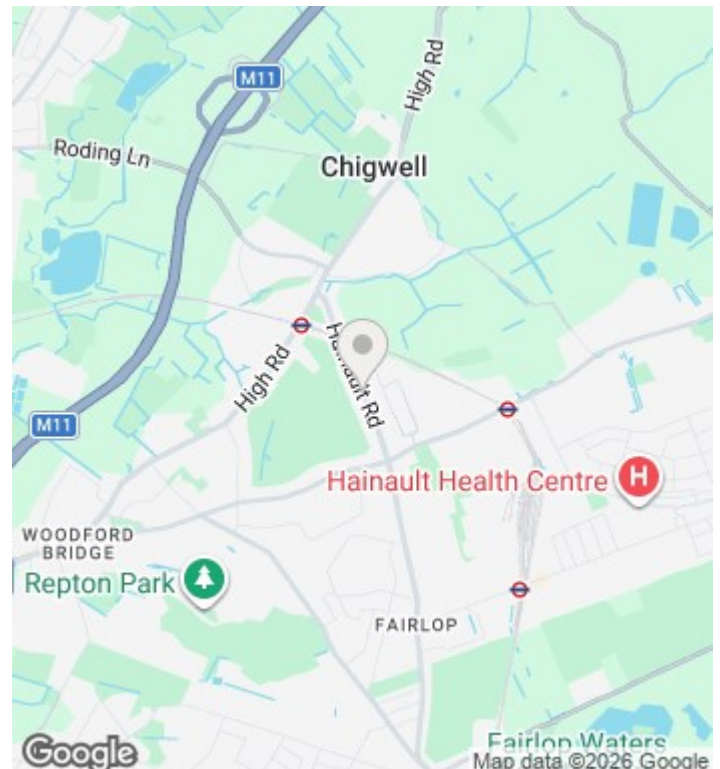 High Rd
M11
Roding Ln
Chigwell
Hainault Rd
High Rd
M11
Hainault Health Centre
H
WOODFORD
BRIDGE
Repton Park
FAIRLOP
Fairlop Waters
Google
Map data ©2026 Google